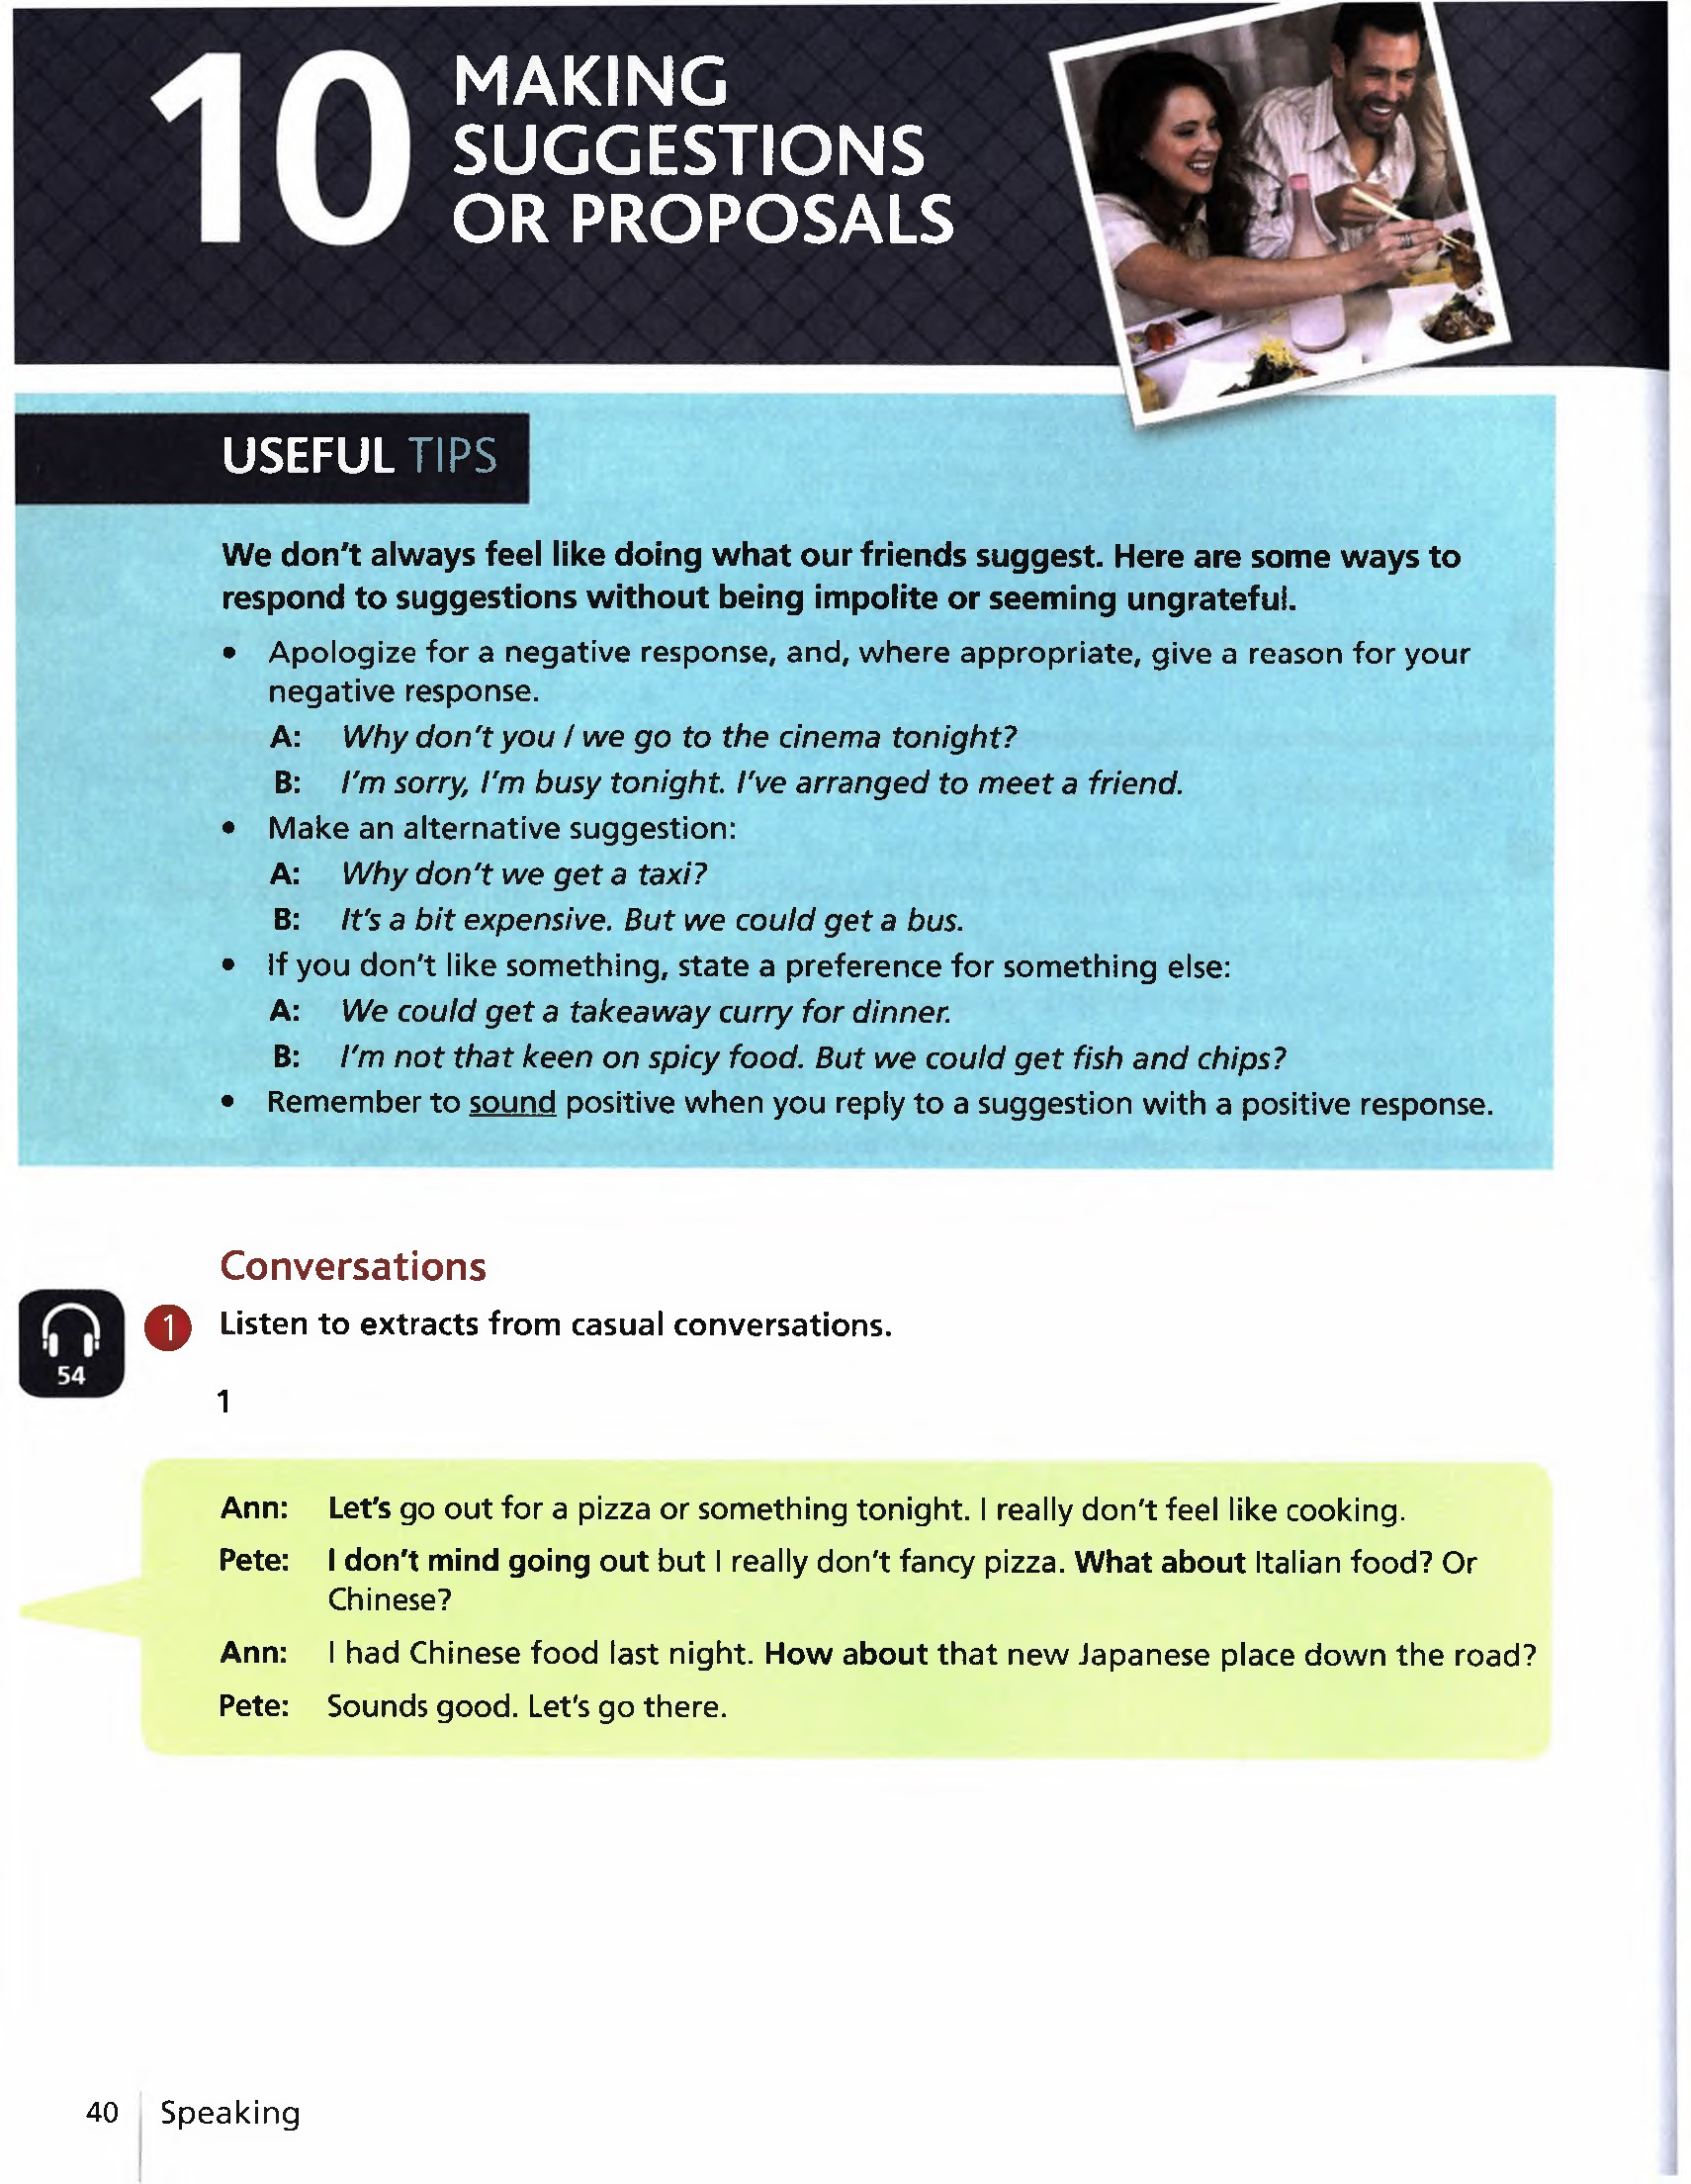 10
MAKING
SUGGESTIONS
OR PROPOSALS
USEFUL TIPS
We don't always feel like doing what our friends suggest. Here are some ways to
respond to suggestions without being impolite or seeming ungrateful.
• Apologize for a negative response, and, where appropriate, give a reason for your
negative response.
A: Why don't you / we go to the cinema tonight?
B: I'm sorry, I'm busy tonight. I've arranged to meet a friend.
• Make an alternative suggestion:
A: Why don't we get a taxi?
B: It's a bit expensive. But we could get a bus.
• If you don't like something, state a preference for something else:
A: We could get a takeaway curry for dinner.
B: I'm not that keen on spicy food. But we could get fish and chips?
• Remember to sound positive when you reply to a suggestion with a positive response.
Conversations
1 Listen to extracts from casual conversations.
54
1
Ann: Let's go out for a pizza or something tonight. I really don't feel like cooking.
Pete: I don't mind going out but I really don't fancy pizza. What about Italian food? Or
Chinese?
Ann: I had Chinese food last night. How about that new Japanese place down the road?
Pete: Sounds good. Let's go there.
40 Speaking